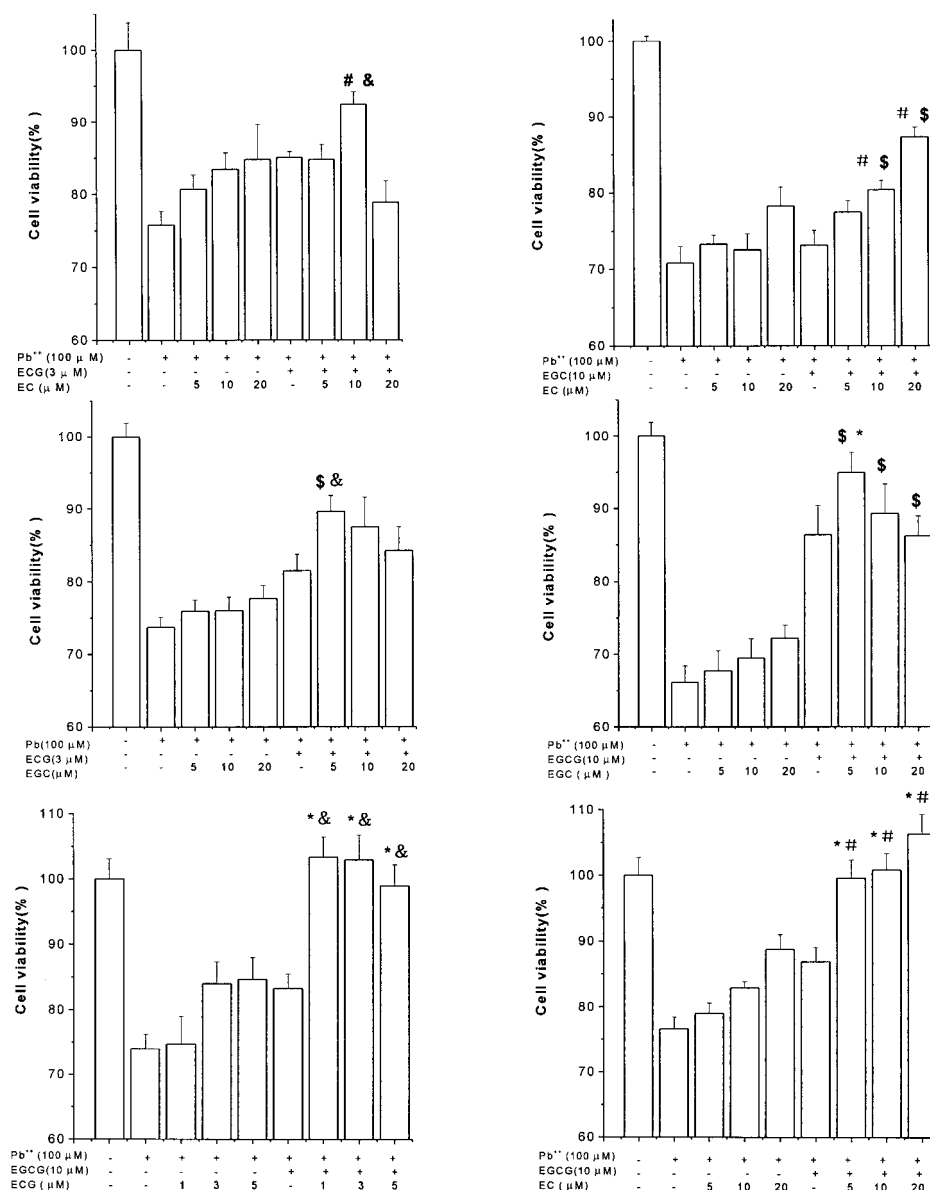 Cell viability(%)
100
90
80
70
60
# &
Pb⁺⁺ (100 μ M) - + + + + + + + +
ECG(3 μ M) - - - - - + + + +
EC (μ M) - - 5 10 20 - 5 10 20
Cell viability(% )
100
90
80
70
60
# $
# $
Pb⁺⁺ (100 μM) - + + + + + + + +
EGC(10 μM) - - - - - + + + +
EC (μM) - - 5 10 20 - 5 10 20
Cell viability(% )
100
90
80
70
60
$ &
Pb(100 μM) - + + + + + + + +
ECG(3 μM) - - - - - + + + +
EGC(μM) - - 5 10 20 - 5 10 20
Cell viability(% )
100
90
80
70
60
$ *
$
$
Pb⁺⁺ (100 μM) - + + + + + + + +
EGCG(10 μM) - - - - - + + + +
EGC ( μM ) - - 5 10 20 - 5 10 20
Cell viability(%)
110
100
90
80
70
60
* &
* &
* &
Pb⁺⁺ (100 μM) - + + + + + + + +
EGCG(10 μM) - - - - - + + + +
ECG ( μM) - - 1 3 5 - 1 3 5
Cell viability(% )
110
100
90
80
70
60
* #
* #
* #
Pb⁺⁺ (100 μM) - + + + + + + + +
EGCG(10 μM) - - - - - + + + +
EC ( μM) - - 5 10 20 - 5 10 20